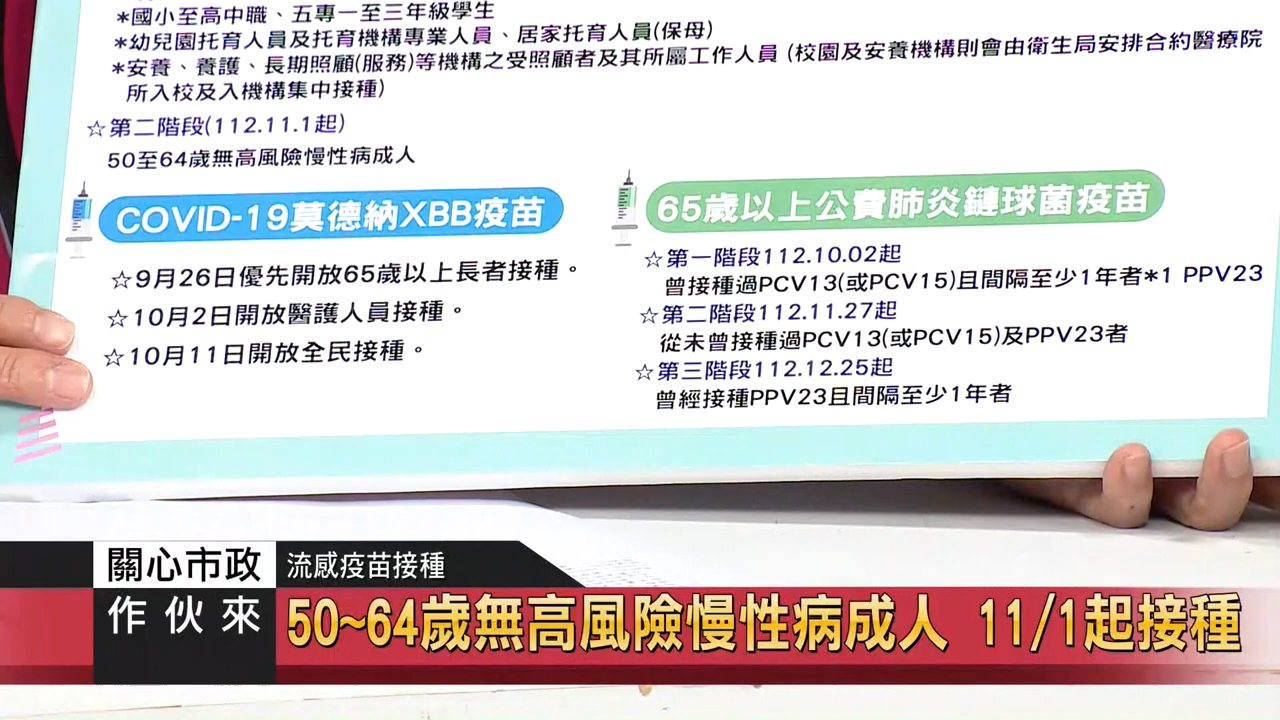 *國小至高中職、五專一至三年級學生
*幼兒園托育人員及托育機構專業人員、居家托育人員(保母)
*安養、養護、長期照顧(服務)等機構之受照顧者及其所屬工作人員 (校園及安養機構則會由衛生局安排合約醫療院
所入校及入機構集中接種)
☆第二階段(112.11.1起)
50至64歲無高風險慢性病成人
COVID-19莫德納XBB疫苗
☆9月26日優先開放65歲以上長者接種。
☆10月2日開放醫護人員接種。
☆10月11日開放全民接種。
65歲以上公費肺炎鏈球菌疫苗
☆第一階段112.10.02起
曾接種過PCV13(或PCV15)且間隔至少1年者*1 PPV23
☆第二階段112.11.27起
從未曾接種過PCV13(或PCV15)及PPV23者
☆第三階段112.12.25起
曾經接種PPV23且間隔至少1年者
關心市政
作伙來
流感疫苗接種
50~64歲無高風險慢性病成人 11/1起接種